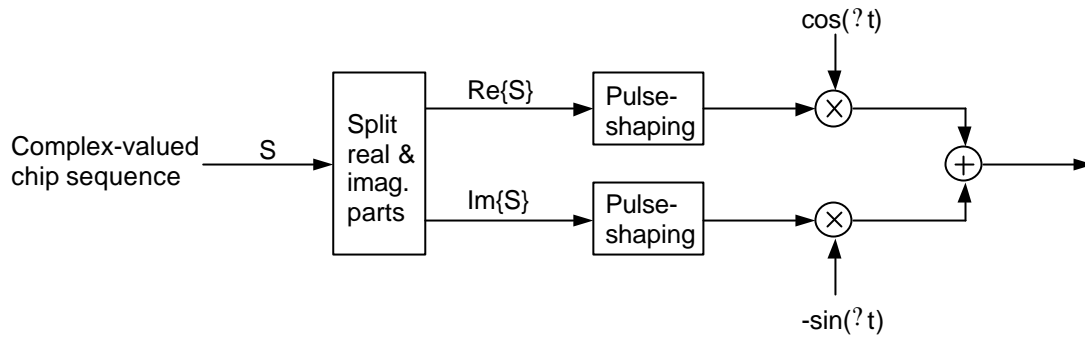 cos(?t)
Re{S}
Pulse-
shaping
Complex-valued
chip sequence
S
Split
real &
imag.
parts
Im{S}
Pulse-
shaping
-sin(?t)